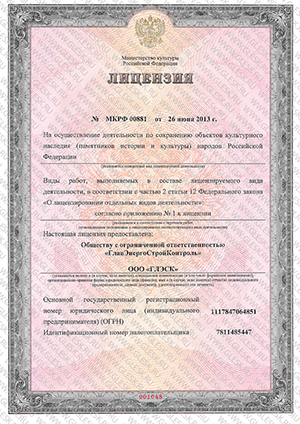 Министерство культуры
Российской Федерации
ЛИЦЕНЗИЯ
№ МКРФ 00881 от 26 июня 2013 г.
На осуществление деятельности по сохранению объектов культурного
наследия (памятников истории и культуры) народов Российской
Федерации
Виды работ, выполняемых в составе лицензируемого вида
деятельности, в соответствии с частью 2 статьи 12 Федерального закона
«О лицензировании отдельных видов деятельности»:
согласно приложению № 1 к лицензии
Настоящая лицензия предоставлена:
Обществу с ограниченной ответственностью
«ГлавЭнергоСтройКонтроль»
ООО «ГЛЭСК»
Основной государственный регистрационный
номер юридического лица (индивидуального
предпринимателя) (ОГРН) 1117847064851
Идентификационный номер налогоплательщика 7811485447
001048